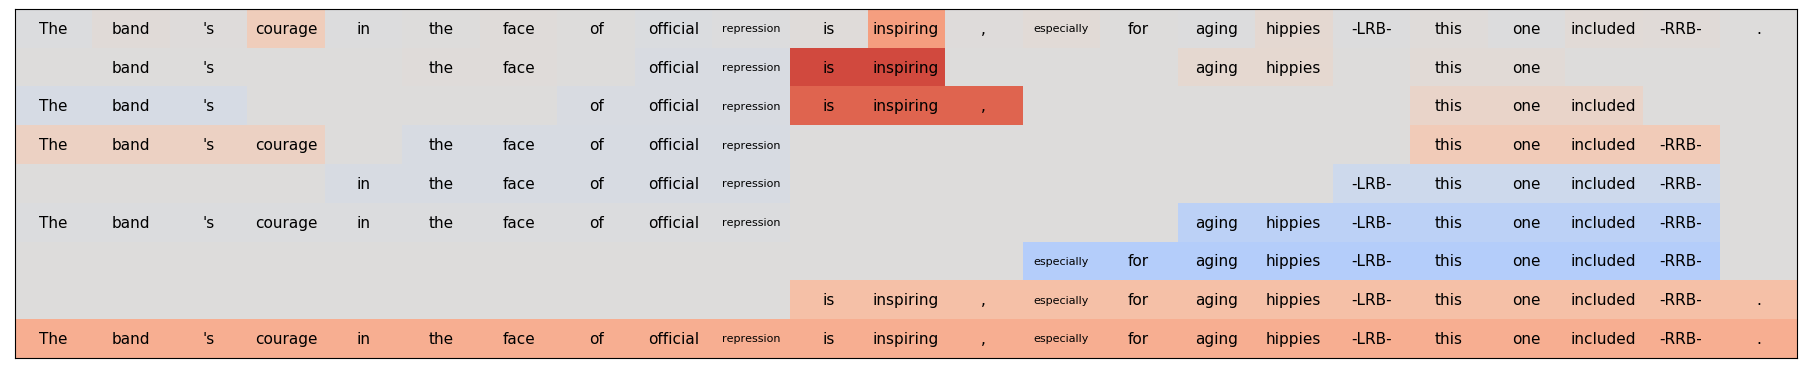 The band 's courage in the face of official repression is inspiring , especially for aging hippies -LRB- this one included -RRB- .
band 's the face official repression is inspiring aging hippies this one
The band 's of official repression is inspiring , this one included
The band 's courage the face of official repression this one included -RRB-
in the face of official repression -LRB- this one included -RRB-
The band 's courage in the face of official repression aging hippies -LRB- this one included -RRB-
especially for aging hippies -LRB- this one included -RRB-
is inspiring , especially for aging hippies -LRB- this one included -RRB- .
The band 's courage in the face of official repression is inspiring , especially for aging hippies -LRB- this one included -RRB- .